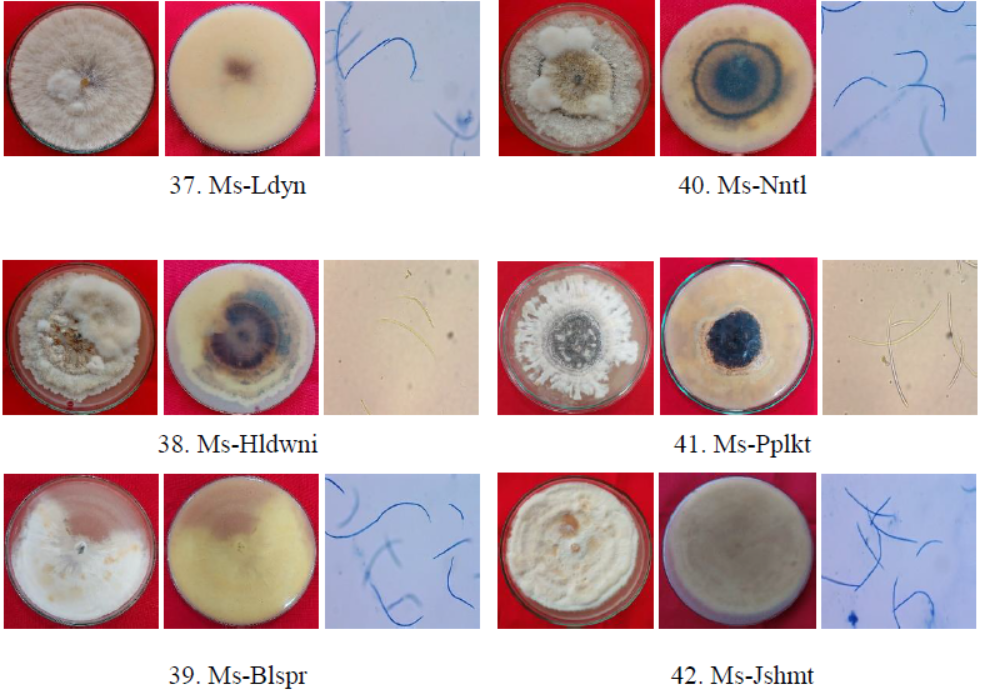 37. Ms-Ldyn
40. Ms-Nntl
38. Ms-Hldwni
41. Ms-Pplkt
39. Ms-Blspr
42. Ms-Jshmt